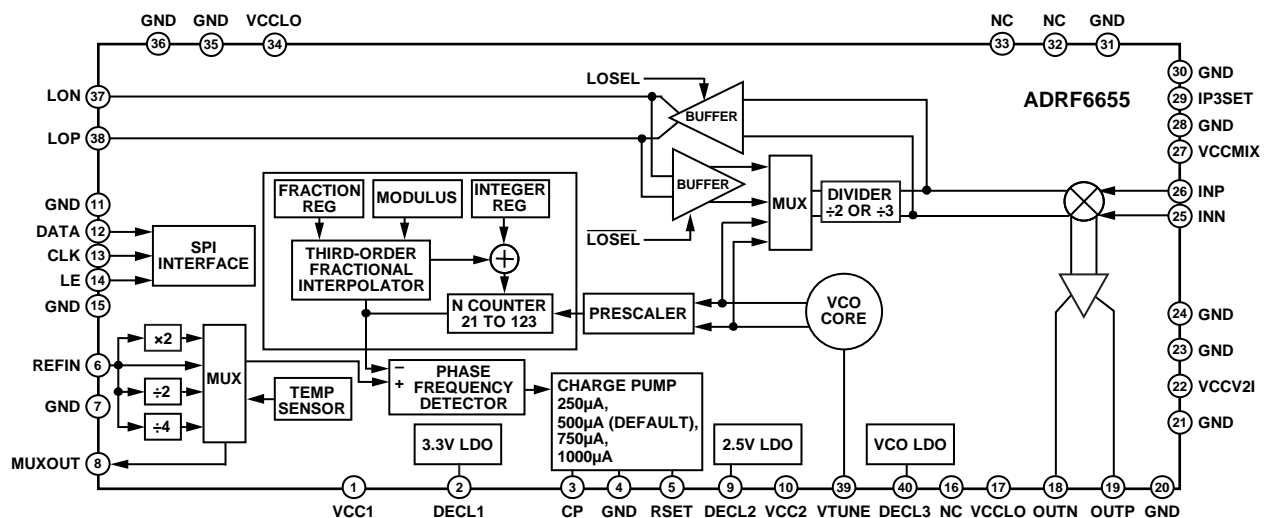 GND
GND
VCCLO
NC
NC
GND
36
35
34
33
32
31
LON
37
LOP
38
GND
11
DATA
12
CLK
13
LE
14
GND
15
REFIN
6
GND
7
MUXOUT
8
SPI
INTERFACE
×2
÷2
÷4
MUX
TEMP
SENSOR
FRACTION
REG
MODULUS
INTEGER
REG
THIRD-ORDER
FRACTIONAL
INTERPOLATOR
+
N COUNTER
21 TO 123
−
+
PHASE
FREQUENCY
DETECTOR
CHARGE PUMP
250µA,
500µA (DEFAULT),
750µA,
1000µA
3.3V LDO
2.5V LDO
VCO LDO
LOSEL
BUFFER
BUFFER
LOSEL
MUX
DIVIDER
÷2 OR ÷3
PRESCALER
VCO
CORE
ADRF6655
30
GND
29
IP3SET
28
GND
27
VCCMIX
26
INP
25
INN
24
GND
23
GND
22
VCCV2I
21
GND
1
2
3
4
5
9
10
39
40
16
17
18
19
20
VCC1
DECL1
CP
GND
RSET
DECL2
VCC2
VTUNE
DECL3
NC
VCCLO
OUTN
OUTP
GND